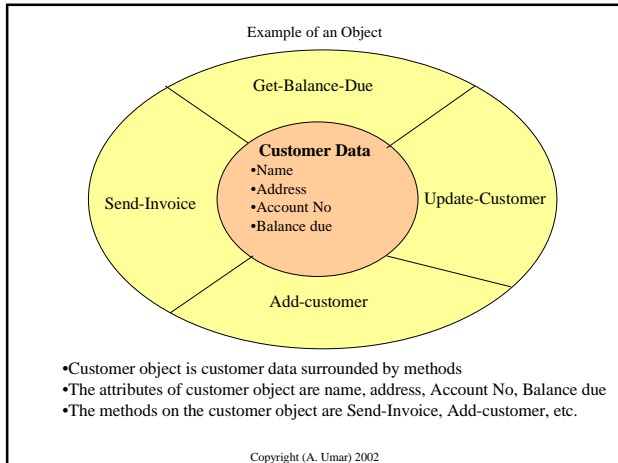 Example of an Object
Get-Balance-Due
Customer Data
•Name
•Address
•Account No
•Balance due
Send-Invoice
Update-Customer
Add-customer
•Customer object is customer data surrounded by methods
•The attributes of customer object are name, address, Account No, Balance due
•The methods on the customer object are Send-Invoice, Add-customer, etc.
Copyright (A. Umar) 2002